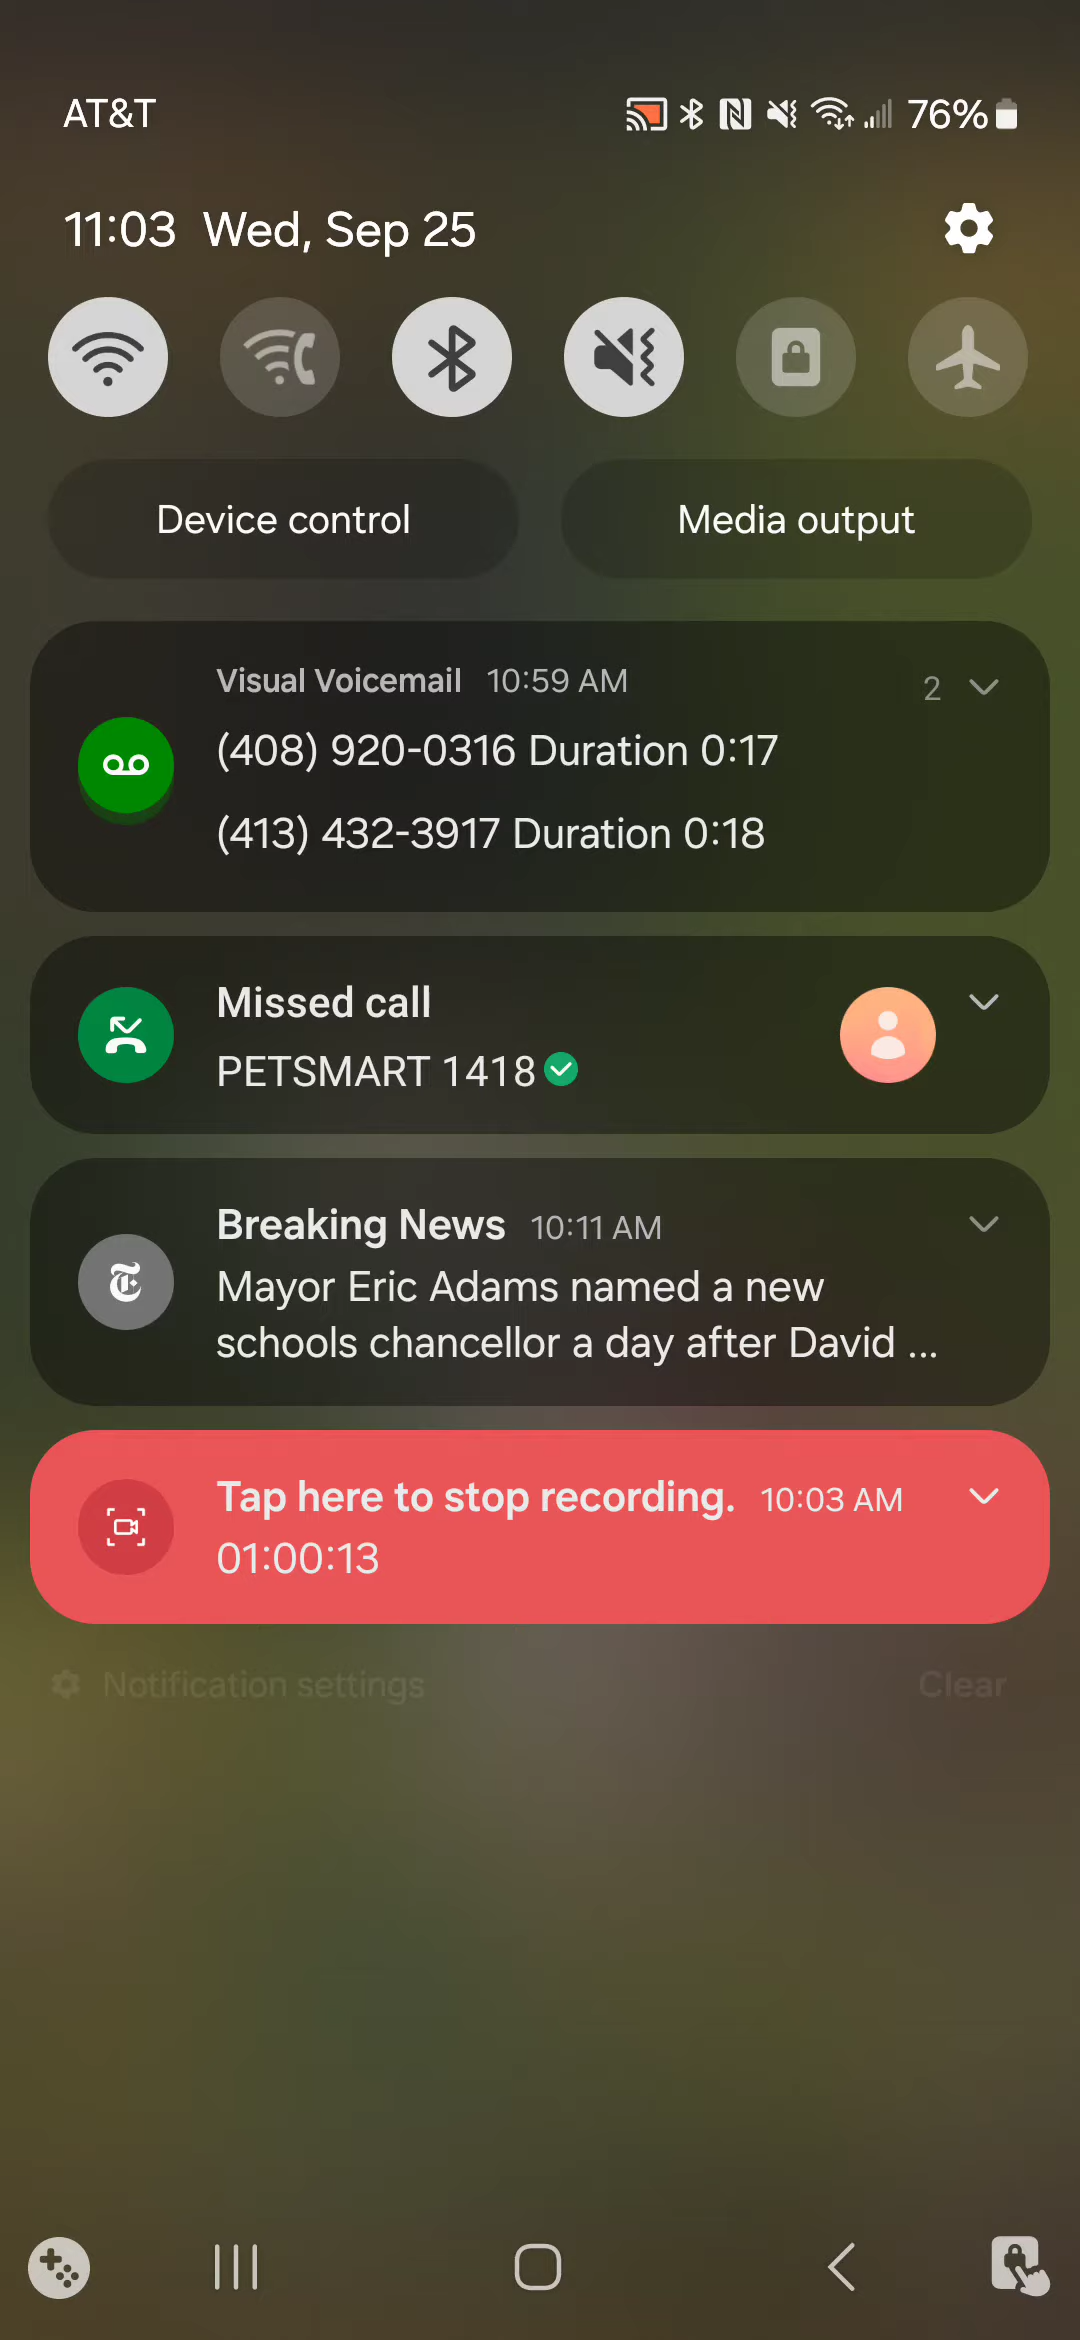 AT&T 76%
11:03 Wed, Sep 25
Device control Media output
Visual Voicemail 10:59 AM 2
(408) 920-0316 Duration 0:17
(413) 432-3917 Duration 0:18
Missed call
PETSMART 1418
Breaking News 10:11 AM
Mayor Eric Adams named a new
schools chancellor a day after David ...
Tap here to stop recording. 10:03 AM
01:00:13
Notification settings Clear